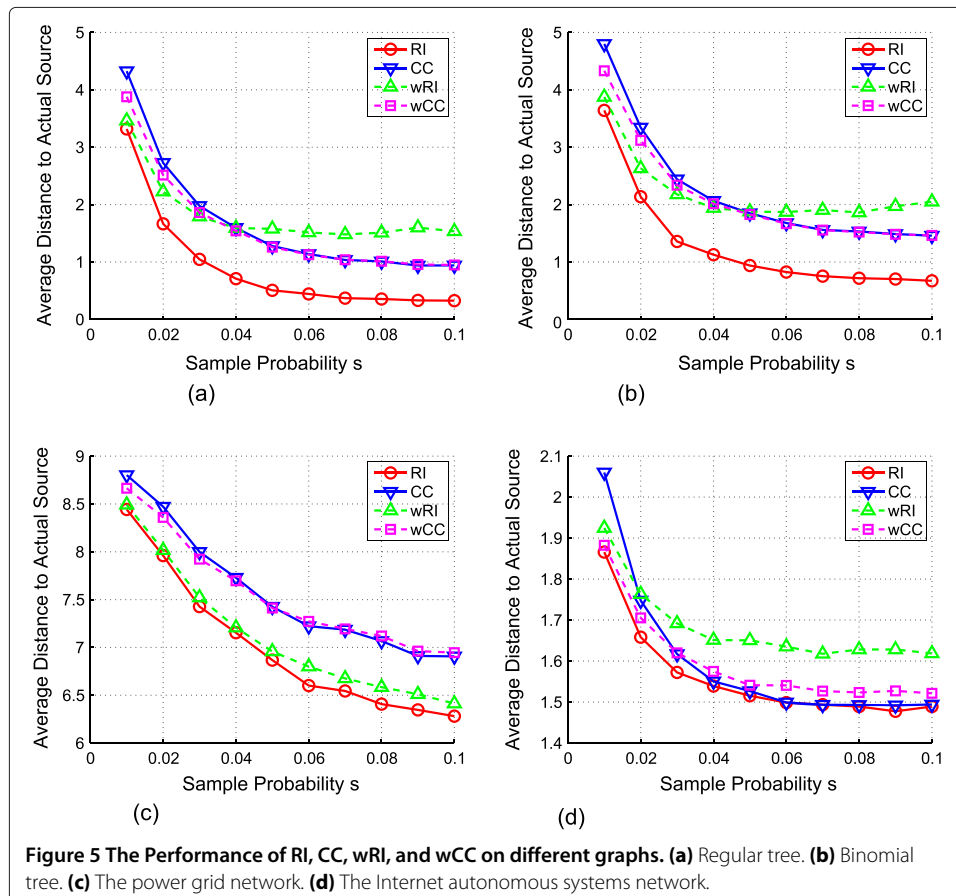 5
4
3
2
1
0
Average Distance to Actual Source
RI
CC
wRI
wCC
0 0.02 0.04 0.06 0.08 0.1
Sample Probability s
(a)
5
4
3
2
1
0
Average Distance to Actual Source
RI
CC
wRI
wCC
0 0.02 0.04 0.06 0.08 0.1
Sample Probability s
(b)
9
8.5
8
7.5
7
6.5
6
Average Distance to Actual Source
RI
CC
wRI
wCC
0 0.02 0.04 0.06 0.08 0.1
Sample Probability s
(c)
2.1
2
1.9
1.8
1.7
1.6
1.5
1.4
Average Distance to Actual Source
RI
CC
wRI
wCC
0 0.02 0.04 0.06 0.08 0.1
Sample Probability s
(d)
Figure 5 The Performance of RI, CC, wRI, and wCC on different graphs. (a) Regular tree. (b) Binomial
tree. (c) The power grid network. (d) The Internet autonomous systems network.